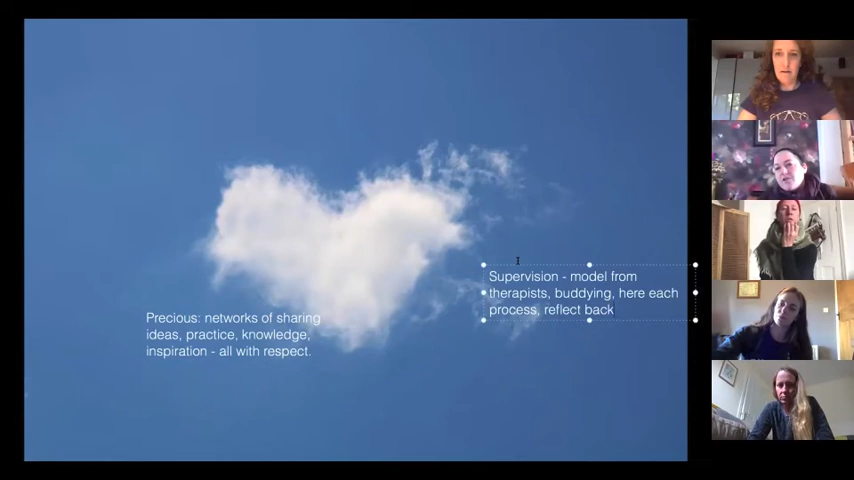 Precious: networks of sharing
ideas, practice, knowledge,
inspiration - all with respect.
Supervision - model from
therapists, buddying, here each
process, reflect back